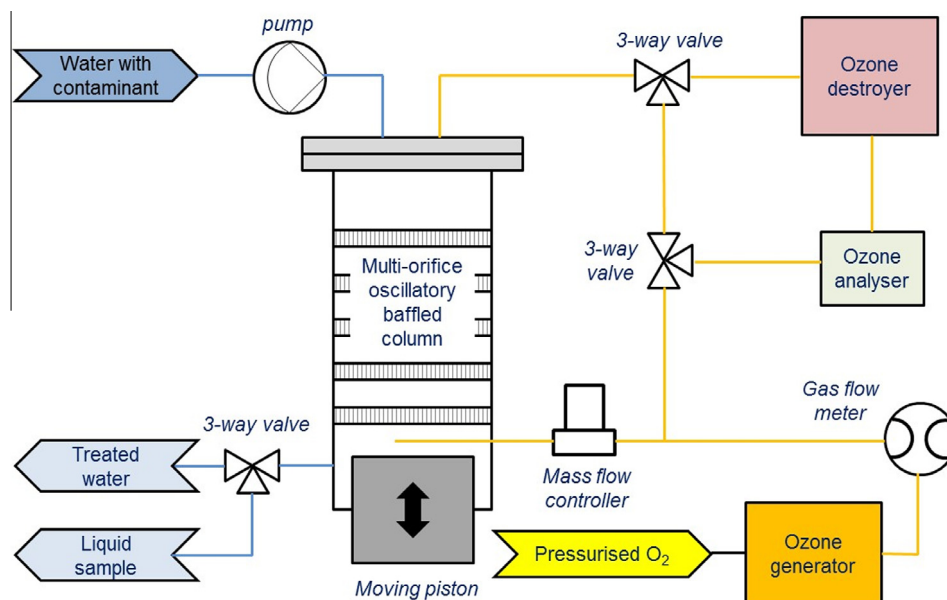 pump
3-way valve
Water with
contaminant
Ozone
destroyer
Multi-orifice
oscillatory
baffled
column
3-way
valve
Ozone
analyser
Gas flow
meter
3-way valve
Treated
water
Mass flow
controller
Liquid
sample
Moving piston
Pressurised O₂
Ozone
generator